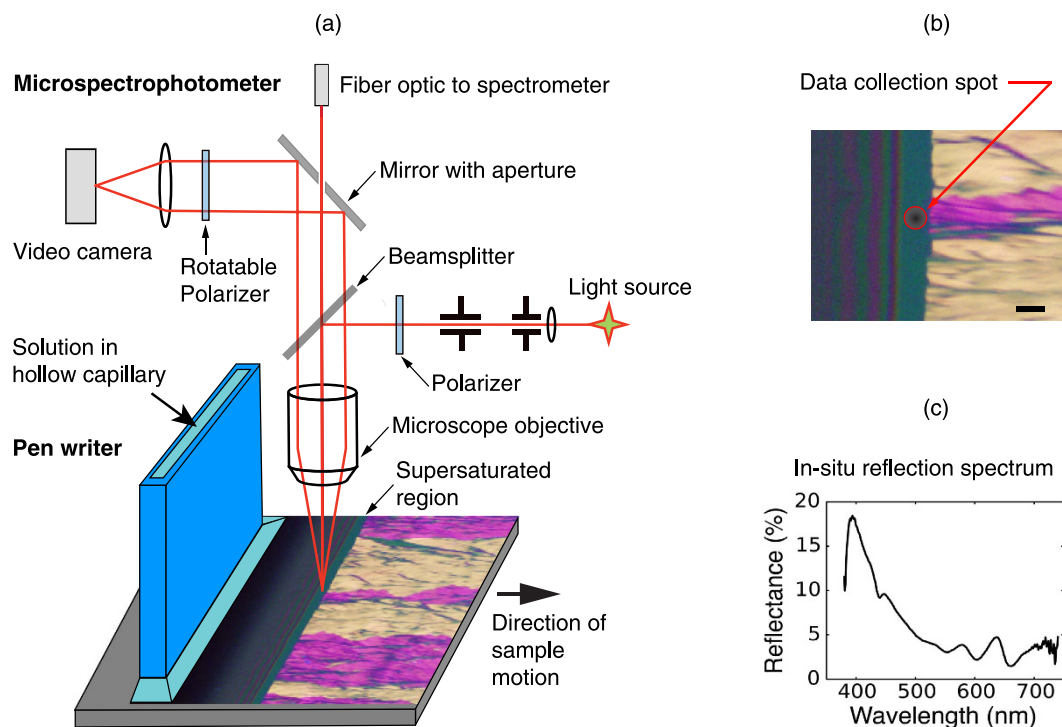 (a)
Microspectrophotometer
Fiber optic to spectrometer
Mirror with aperture
Video camera
Rotatable
Polarizer
Beamsplitter
Light source
Polarizer
Solution in
hollow capillary
Pen writer
Microscope objective
Supersaturated
region
Direction of
sample
motion
(b)
Data collection spot
(c)
In-situ reflection spectrum
Reflectance (%)
20
15
10
5
0
400 500 600 700
Wavelength (nm)